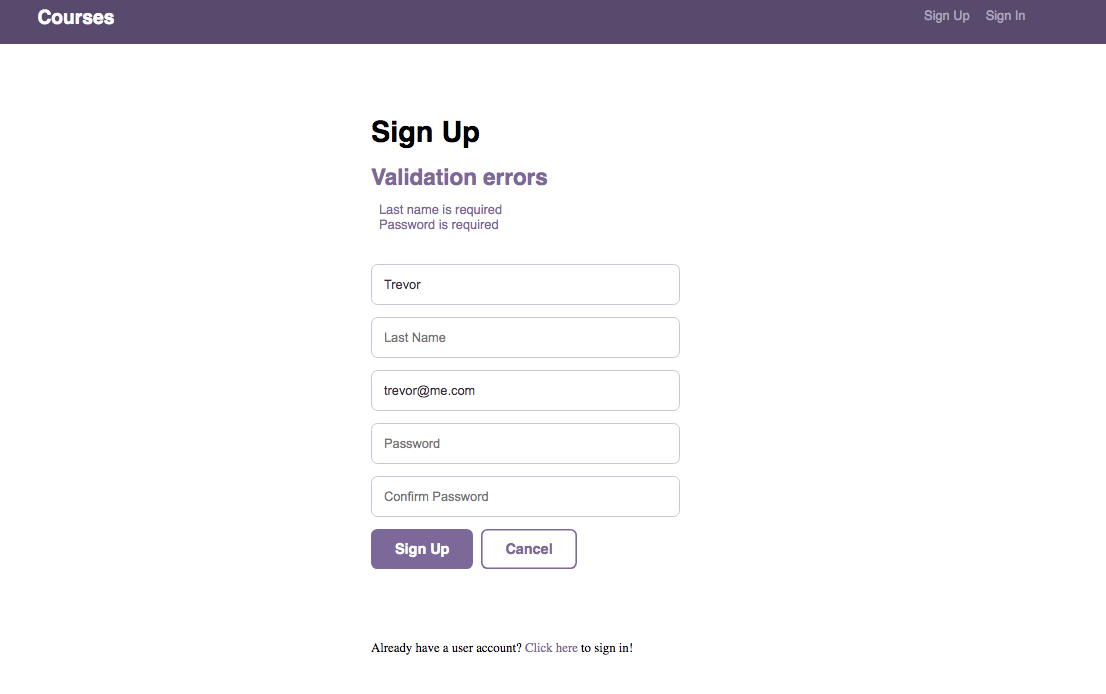 Courses
Sign Up Sign In
Sign Up
Validation errors
Last name is required
Password is required
Trevor
Last Name
trevor@me.com
Password
Confirm Password
Sign Up Cancel
Already have a user account? Click here to sign in!